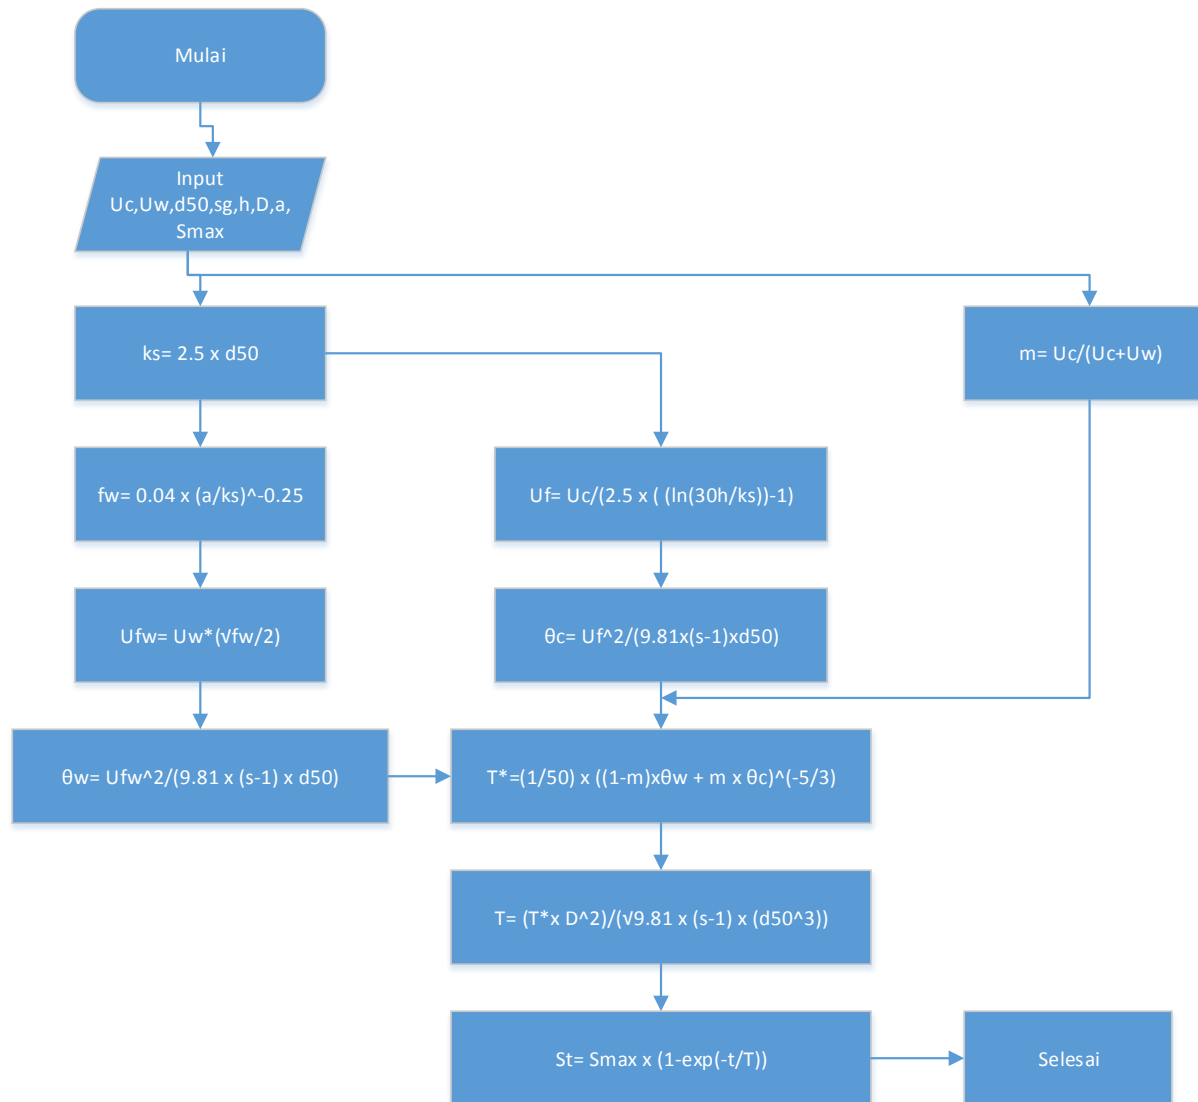 Mulai
Input
Uc,Uw,d50,sg,h,D,a,
Smax
ks= 2.5 x d50
m= Uc/(Uc+Uw)
fw= 0.04 x (a/ks)^-0.25
Uf= Uc/(2.5 x ( (ln(30h/ks))-1)
Ufw= Uw*(√fw/2)
θc= Uf^2/(9.81x(s-1)xd50)
θw= Ufw^2/(9.81 x (s-1) x d50)
T*=(1/50) x ((1-m)xθw + m x θc)^(-5/3)
T= (T*x D^2)/(√9.81 x (s-1) x (d50^3))
St= Smax x (1-exp(-t/T))
Selesai